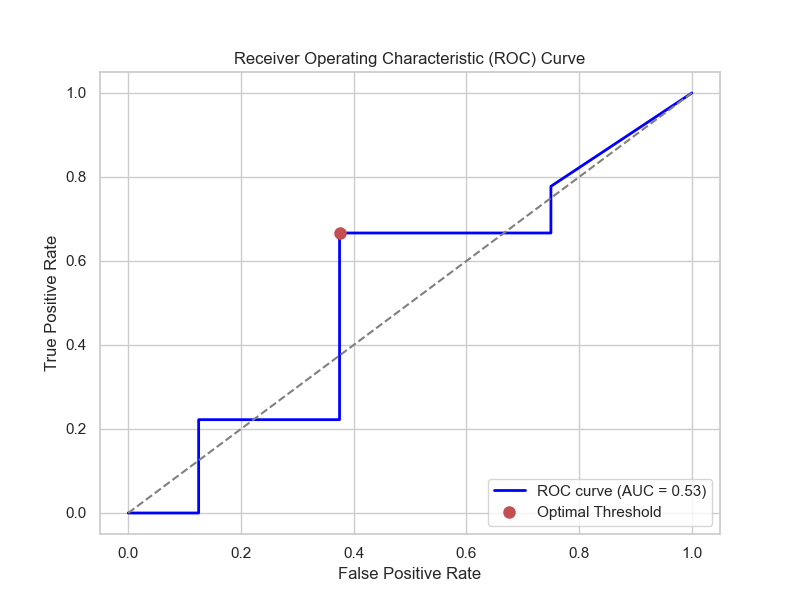 Receiver Operating Characteristic (ROC) Curve
True Positive Rate
1.0
0.8
0.6
0.4
0.2
0.0
ROC curve (AUC = 0.53)
Optimal Threshold
0.0 0.2 0.4 0.6 0.8 1.0
False Positive Rate